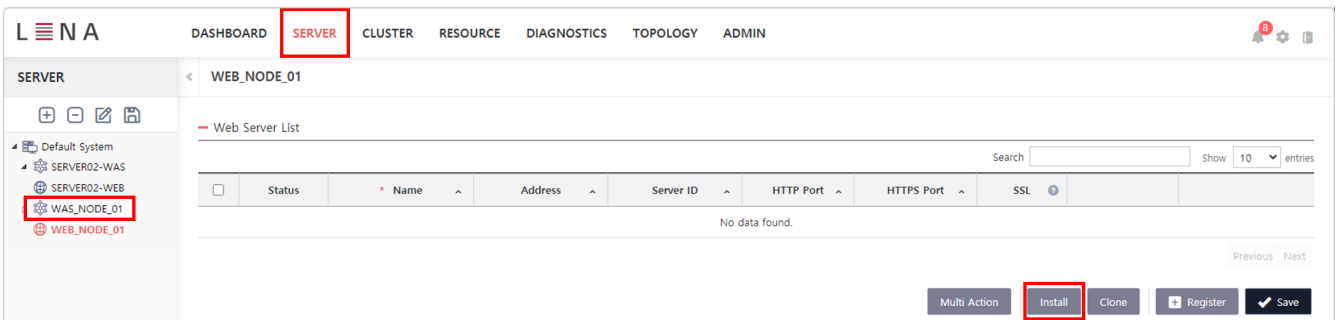 LENA
DASHBOARD SERVER CLUSTER RESOURCE DIAGNOSTICS TOPOLOGY ADMIN
8
SERVER
WEB_NODE_01
Web Server List
Default System
SERVER02-WAS
SERVER02-WEB
WAS_NODE_01
WEB_NODE_01
Search Show 10 entries
Status * Name Address Server ID HTTP Port HTTPS Port SSL ?
No data found.
Previous Next
Multi Action Install Clone Register Save